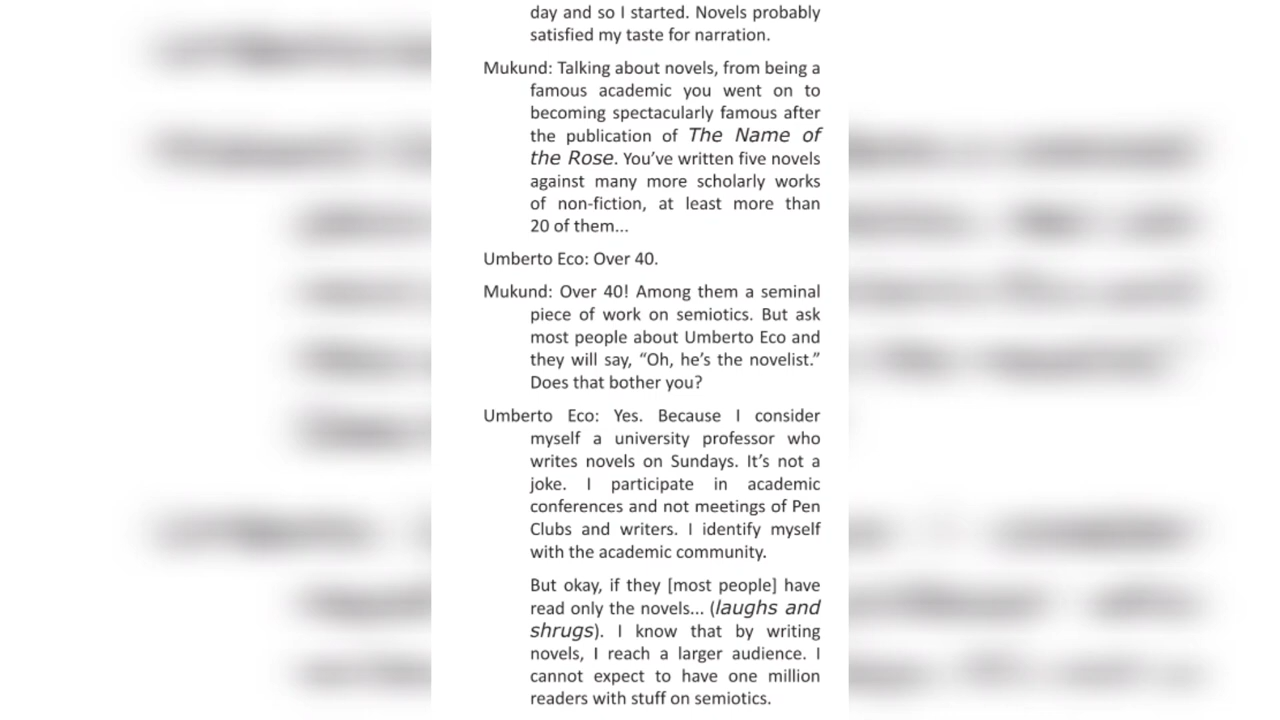 day and so I started. Novels probably
satisfied my taste for narration.
Mukund: Talking about novels, from being a
famous academic you went on to
becoming spectacularly famous after
the publication of The Name of
the Rose. You’ve written five novels
against many more scholarly works
of non-fiction, at least more than
20 of them...
Umberto Eco: Over 40.
Mukund: Over 40! Among them a seminal
piece of work on semiotics. But ask
most people about Umberto Eco and
they will say, “Oh, he’s the novelist.”
Does that bother you?
Umberto Eco: Yes. Because I consider
myself a university professor who
writes novels on Sundays. It’s not a
joke. I participate in academic
conferences and not meetings of Pen
Clubs and writers. I identify myself
with the academic community.
But okay, if they [most people] have
read only the novels... (laughs and
shrugs). I know that by writing
novels, I reach a larger audience. I
cannot expect to have one million
readers with stuff on semiotics.